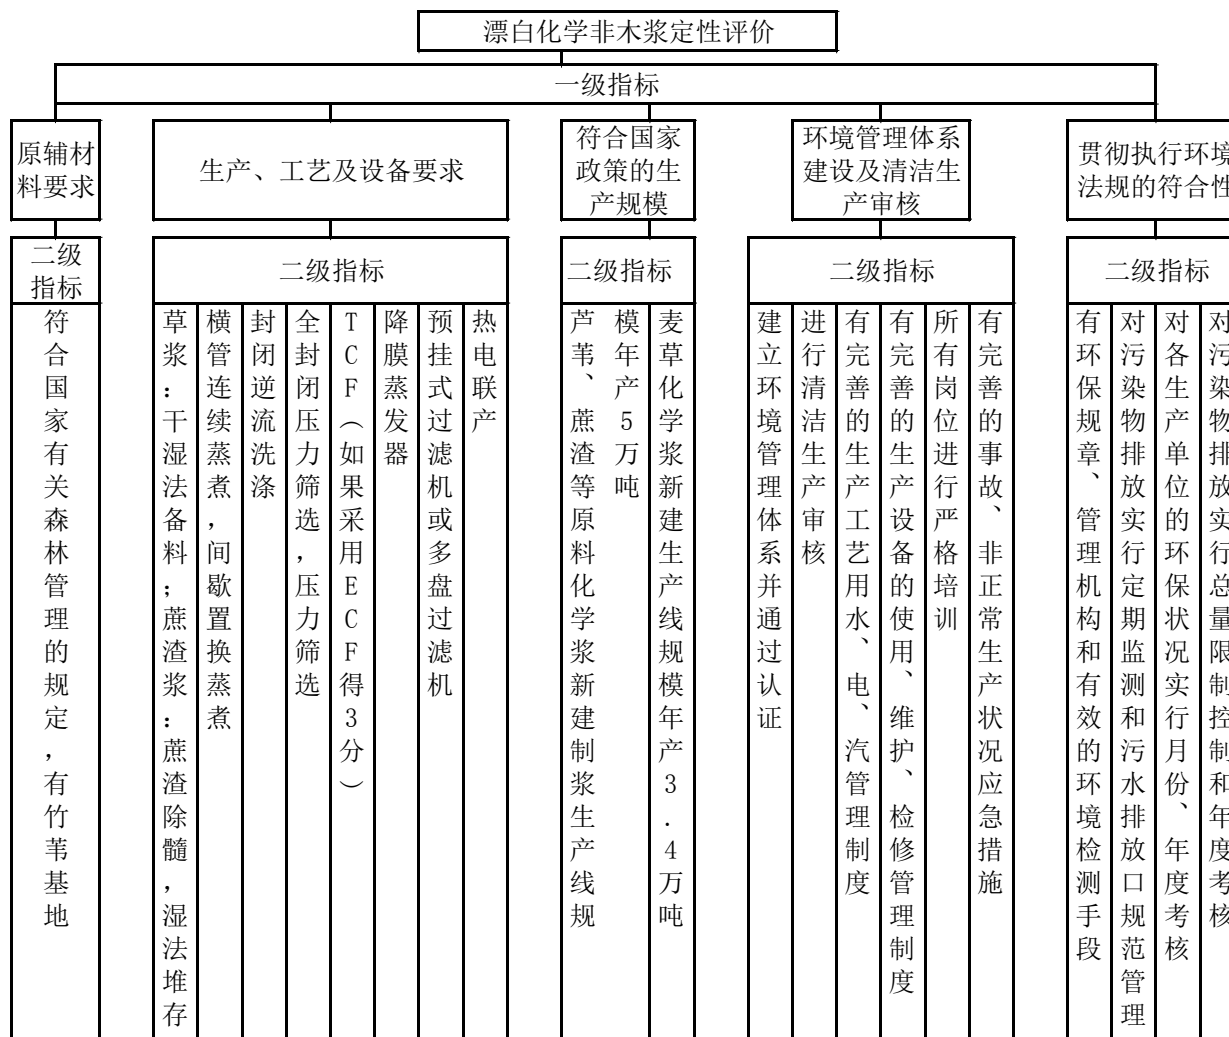 漂白化学非木浆定性评价
一级指标
原辅材
料要求
生产、工艺及设备要求
符合国家
政策的生
产规模
环境管理体系
建设及清洁生
产审核
贯彻执行环境
法规的符合性
二级
指标
二级指标
二级指标
二级指标
二级指标
符合国家有关森林管理的规定，有竹苇基地
草浆：干湿法备料；蔗渣浆：蔗渣除髓，湿法堆存
横管连续蒸煮，间歇置换蒸煮
封闭逆流洗涤
全封闭压力筛选，压力筛选
TCF（如果采用ECF得3分）
降膜蒸发器
预挂式过滤机或多盘过滤机
热电联产
芦苇、蔗渣等原料化学浆新建制浆生产线规
模年产5万吨
麦草化学浆新建生产线规模年产3.4万吨
建立环境管理体系并通过认证
进行清洁生产审核
有完善的生产工艺用水、电、汽管理制度
有完善的生产设备的使用、维护、检修管理制度
所有岗位进行严格培训
有完善的事故、非正常生产状况应急措施
有环保规章、管理机构和有效的环境检测手段
对污染物排放实行定期监测和污水排放口规范管理
对各生产单位的环保状况实行月份、年度考核
对污染物排放实行总量限制控制和年度考核